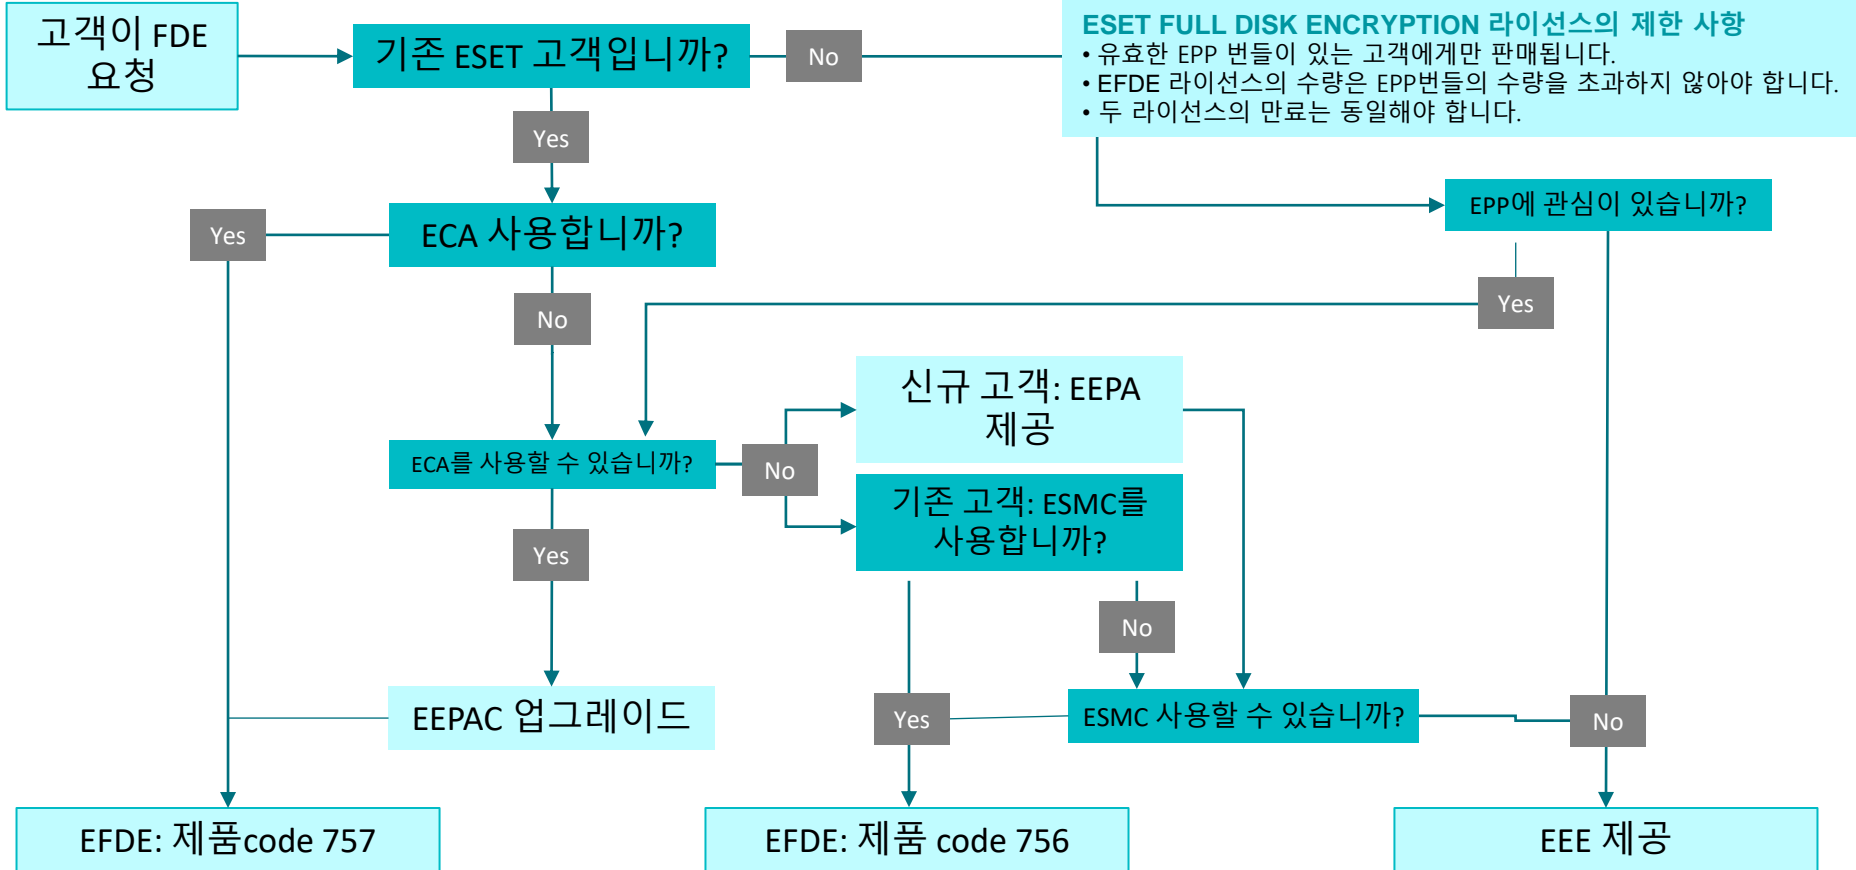 고객이 FDE
요청
기존 ESET 고객입니까?
No
ESET FULL DISK ENCRYPTION 라이선스의 제한 사항
• 유효한 EPP 번들이 있는 고객에게만 판매됩니다.
• EFDE 라이선스의 수량은 EPP번들의 수량을 초과하지 않아야 합니다.
• 두 라이선스의 만료는 동일해야 합니다.
Yes
Yes
ECA 사용합니까?
EPP에 관심이 있습니까?
No
Yes
신규 고객: EEPA
제공
ECA를 사용할 수 있습니까?
No
기존 고객: ESMC를
사용합니까?
Yes
No
EEPAC 업그레이드
Yes
ESMC 사용할 수 있습니까?
No
EFDE: 제품code 757
EFDE: 제품 code 756
EEE 제공